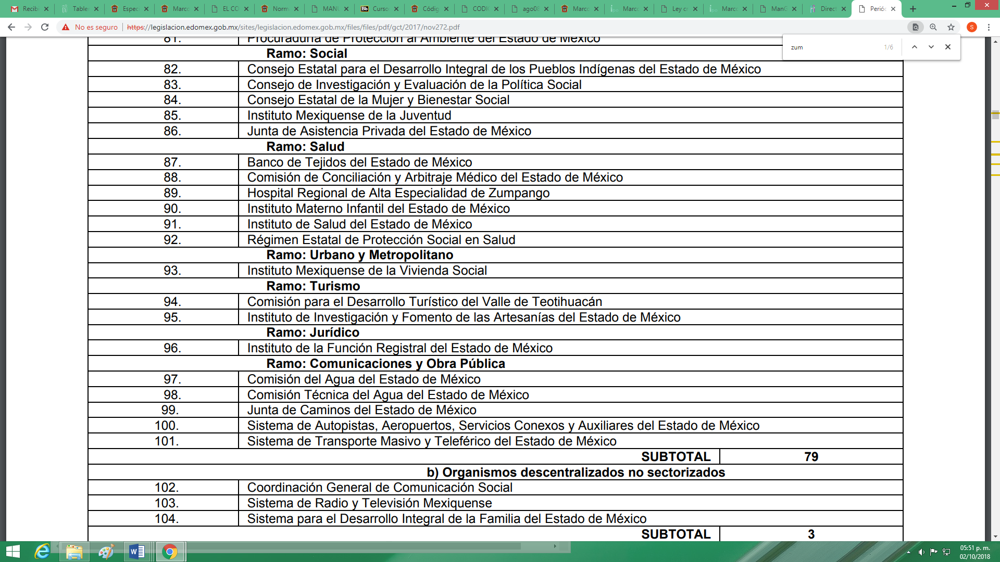 Recib
Tabler
Especi
Marco
EL CO
Norm
MANU
Bb Curso
Códig
CODI
ago08
Marco
Marco
Ley c
Marco
ManG
Direct
Perió
No es seguro https://legislacion.edomex.gob.mx/sites/legislacion.edomex.gob.mx/files/files/pdf/gct/2017/nov272.pdf
zum 1/6
81. Procuraduría de Protección al Ambiente del Estado de México
Ramo: Social
82. Consejo Estatal para el Desarrollo Integral de los Pueblos Indígenas del Estado de México
83. Consejo de Investigación y Evaluación de la Política Social
84. Consejo Estatal de la Mujer y Bienestar Social
85. Instituto Mexiquense de la Juventud
86. Junta de Asistencia Privada del Estado de México
Ramo: Salud
87. Banco de Tejidos del Estado de México
88. Comisión de Conciliación y Arbitraje Médico del Estado de México
89. Hospital Regional de Alta Especialidad de Zumpango
90. Instituto Materno Infantil del Estado de México
91. Instituto de Salud del Estado de México
92. Régimen Estatal de Protección Social en Salud
Ramo: Urbano y Metropolitano
93. Instituto Mexiquense de la Vivienda Social
Ramo: Turismo
94. Comisión para el Desarrollo Turístico del Valle de Teotihuacán
95. Instituto de Investigación y Fomento de las Artesanías del Estado de México
Ramo: Jurídico
96. Instituto de la Función Registral del Estado de México
Ramo: Comunicaciones y Obra Pública
97. Comisión del Agua del Estado de México
98. Comisión Técnica del Agua del Estado de México
99. Junta de Caminos del Estado de México
100. Sistema de Autopistas, Aeropuertos, Servicios Conexos y Auxiliares del Estado de México
101. Sistema de Transporte Masivo y Teleférico del Estado de México
SUBTOTAL 79
b) Organismos descentralizados no sectorizados
102. Coordinación General de Comunicación Social
103. Sistema de Radio y Televisión Mexiquense
104. Sistema para el Desarrollo Integral de la Familia del Estado de México
SUBTOTAL 3
05:51 p. m.
02/10/2018